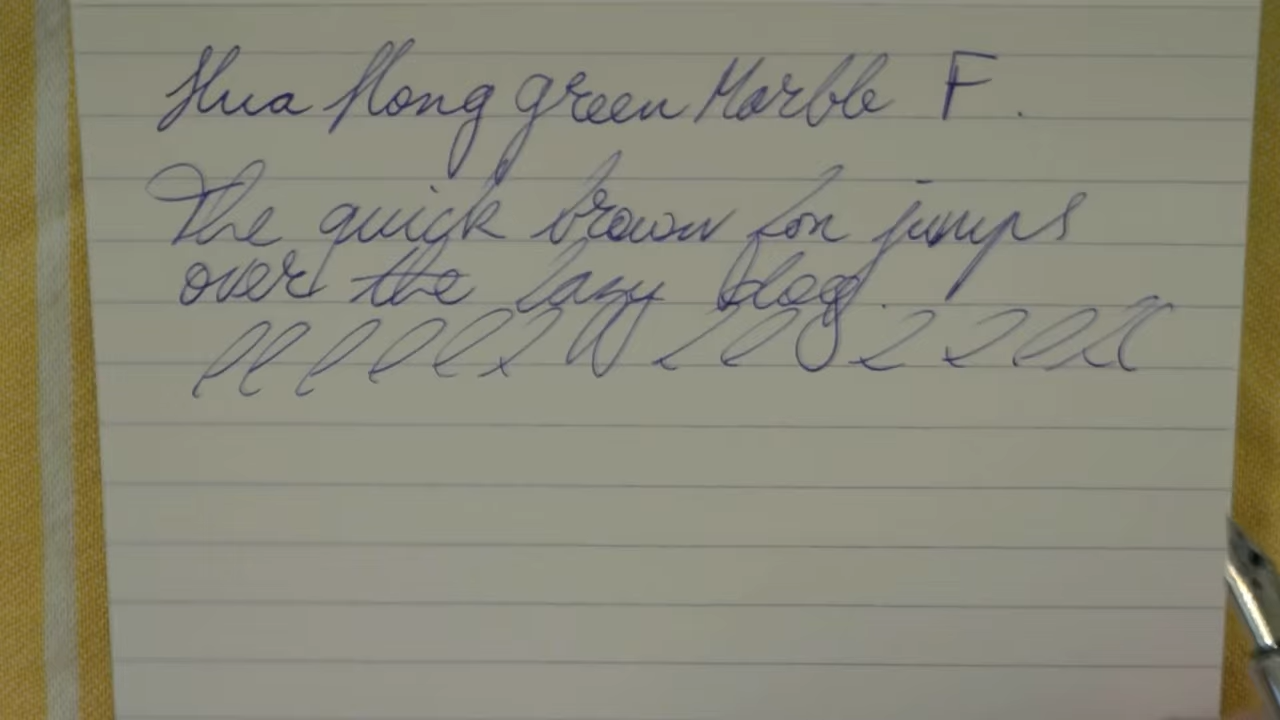 Hua Hong green Marble F.
The quick brown fox jumps
over the lazy dog.